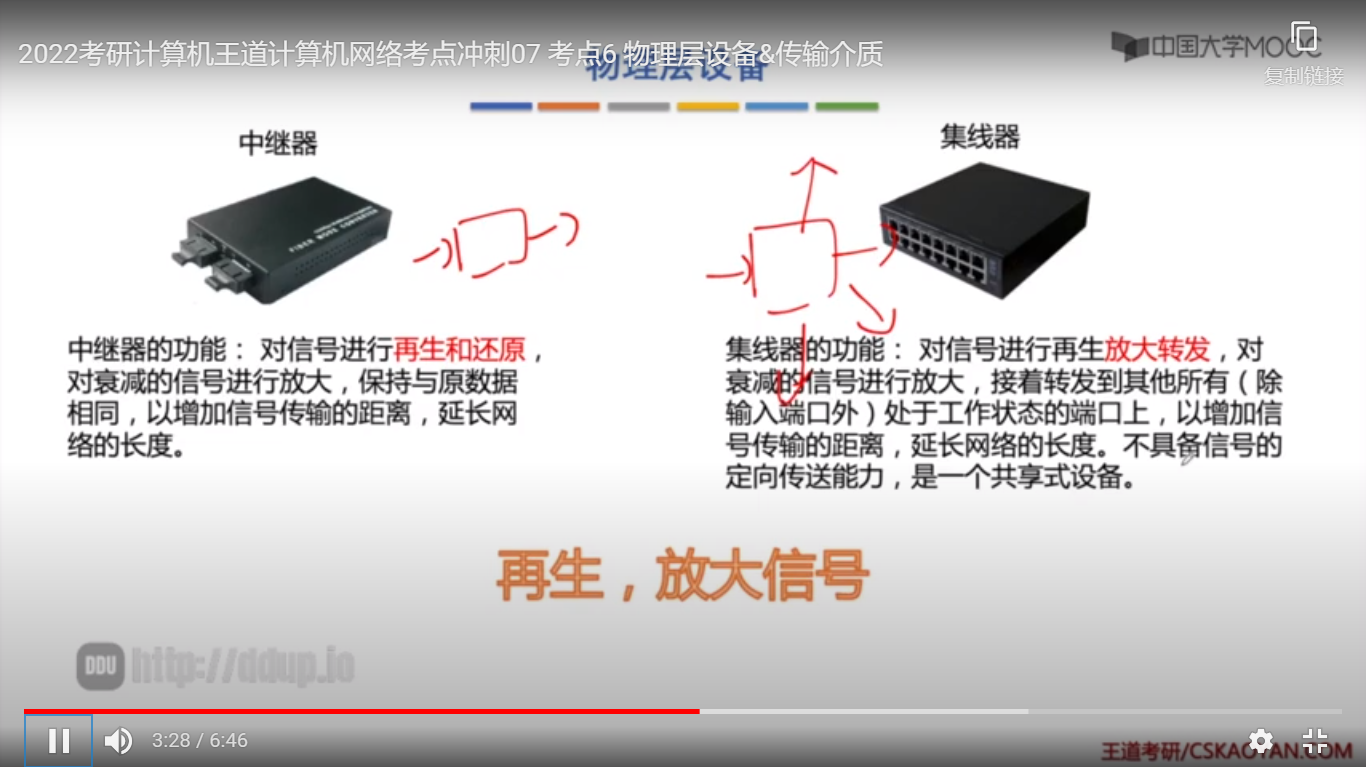 2022考研计算机王道计算机网络考点冲刺07 考点6 物理层设备&传输介质
中国大学MOOC
复制链接
物理层设备
中继器
集线器
中继器的功能：对信号进行再生和还原，
对衰减的信号进行放大，保持与原数据
相同，以增加信号传输的距离，延长网
络的长度。
集线器的功能：对信号进行再生放大转发，对
衰减的信号进行放大，接着转发到其他所有（除
输入端口外）处于工作状态的端口上，以增加信
号传输的距离，延长网络的长度。不具备信号的
定向传送能力，是一个共享式设备。
再生，放大信号
DDU http://ddup.io
3:28 / 6:46
王道考研/CSKAOYAN.COM